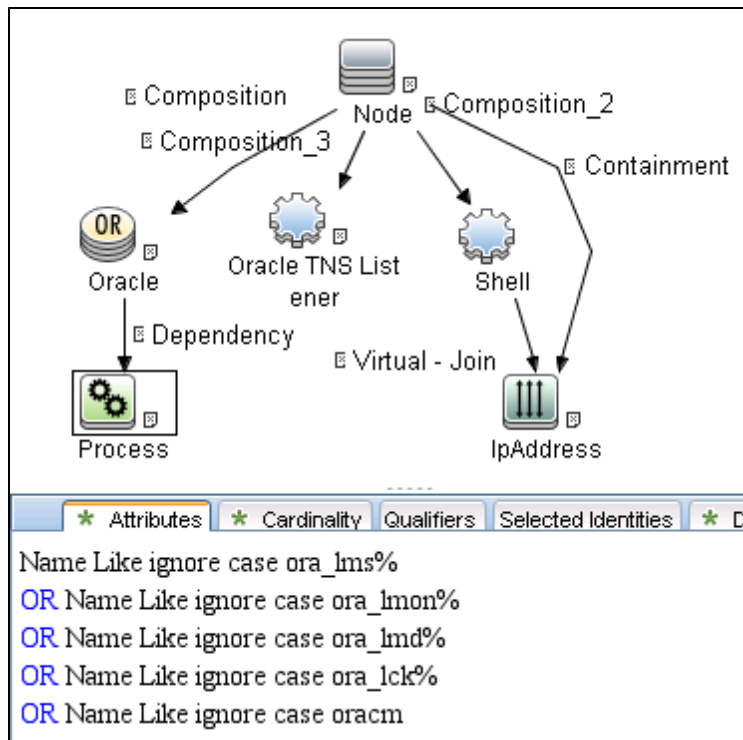 Composition
Node
Composition_2
Composition_3
Containment
OR
Oracle
Oracle TNS List
ener
Shell
Dependency
Virtual - Join
Process
IpAddress
* Attributes * Cardinality Qualifiers Selected Identities * D
Name Like ignore case ora_lms%
OR Name Like ignore case ora_lmon%
OR Name Like ignore case ora_lmd%
OR Name Like ignore case ora_lck%
OR Name Like ignore case oracm